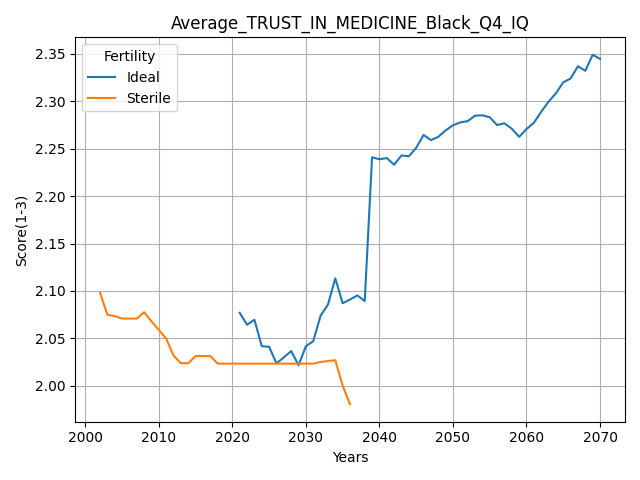 Average_TRUST_IN_MEDICINE_Black_Q4_IQ
Fertility
Ideal
Sterile
Score(1-3)
2.35
2.30
2.25
2.20
2.15
2.10
2.05
2.00
2000 2010 2020 2030 2040 2050 2060 2070
Years